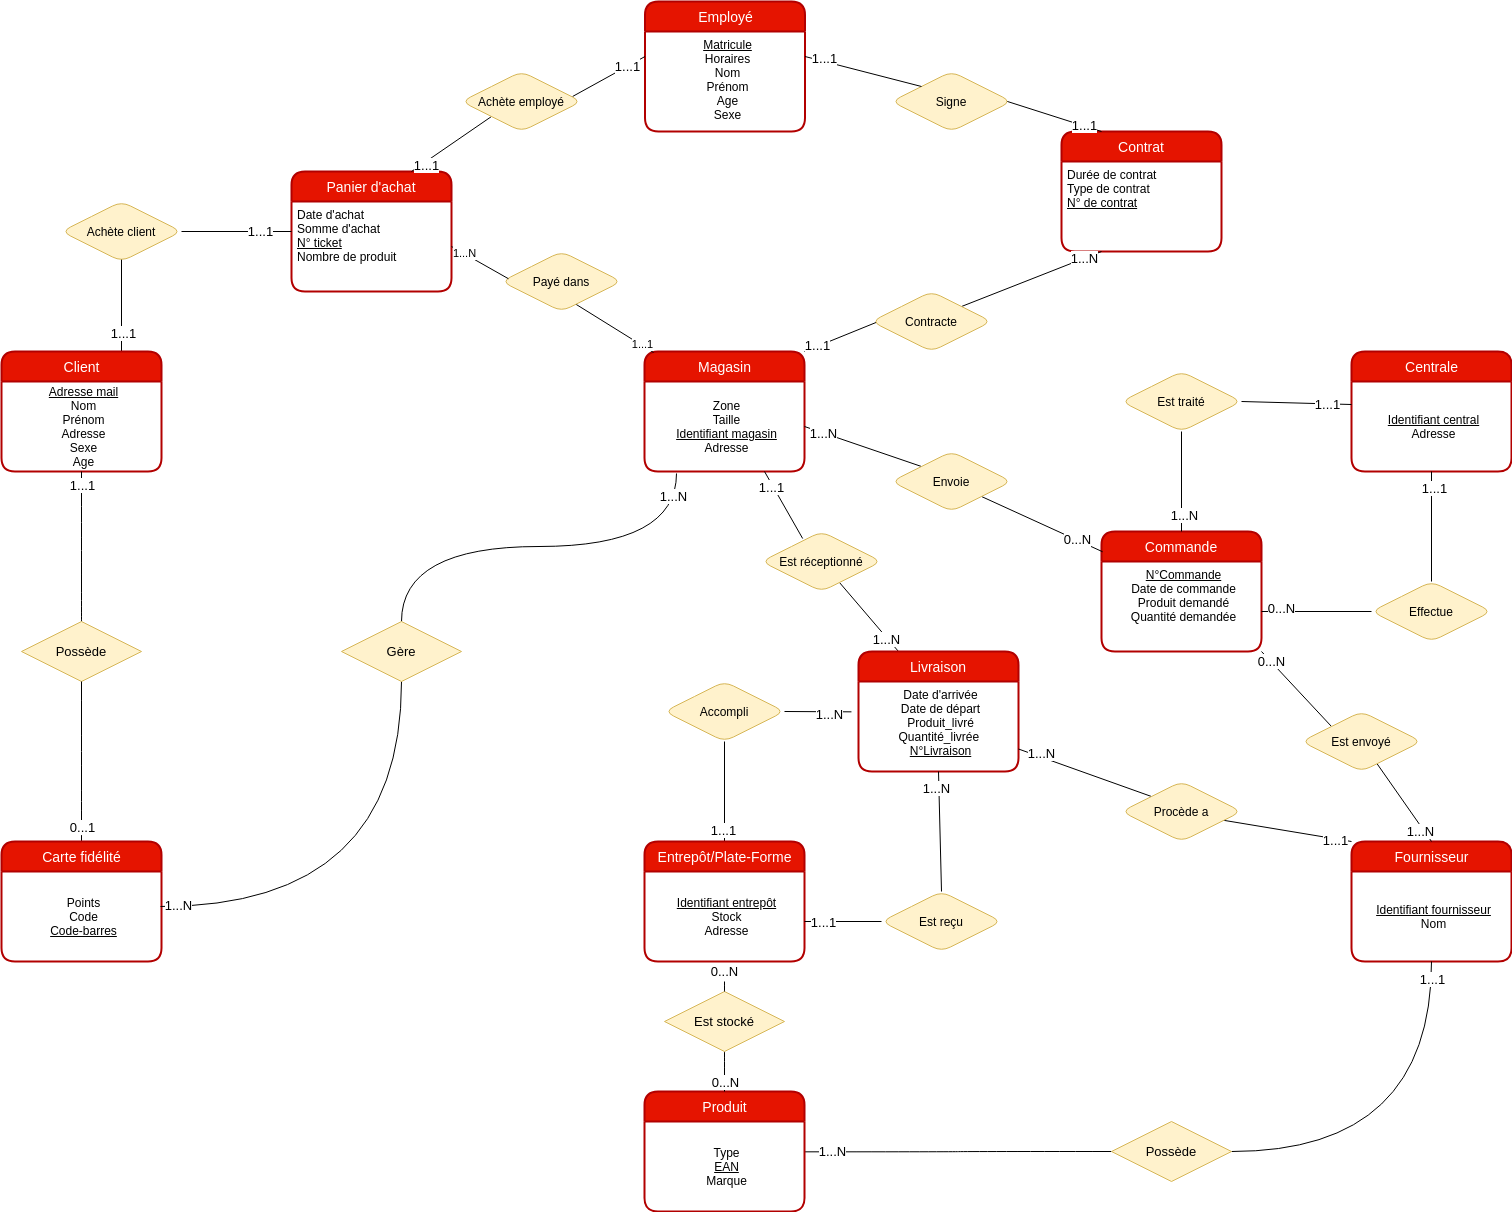 Employé
Matricule
Horaires
Nom
Prénom
Age
Sexe
1...1
1...1
Achète employé
Signe
1...1
1...1
Contrat
Durée de contrat
Type de contrat
N° de contrat
Panier d'achat
Date d'achat
Somme d'achat
N° ticket
Nombre de produit
Achète client
1...1
1...N
1...N
Payé dans
Contracte
1...1
1...1
1...1
Client
Adresse mail
Nom
Prénom
Adresse
Sexe
Age
Magasin
Zone
Taille
Identifiant magasin
Adresse
Centrale
Identifiant central
Adresse
Est traité
1...1
1...N
Envoie
1...1
1...N
1...1
1...1
1...N
0...N
Commande
N°Commande
Date de commande
Produit demandé
Quantité demandée
Est réceptionné
0...N
Effectue
1...N
Possède
Gère
Livraison
Date d'arrivée
Date de départ
Produit_livré
Quantité_livrée
N°Livraison
0...N
Accompli
1...N
Est envoyé
1...N
1...N
Procède a
0...1
1...1
1...N
1...1
Carte fidélité
Points
Code
Code-barres
1...N
Entrepôt/Plate-Forme
Identifiant entrepôt
Stock
Adresse
1...1
Est reçu
Fournisseur
Identifiant fournisseur
Nom
0...N
1...1
Est stocké
0...N
Produit
Type
EAN
Marque
1...N
Possède